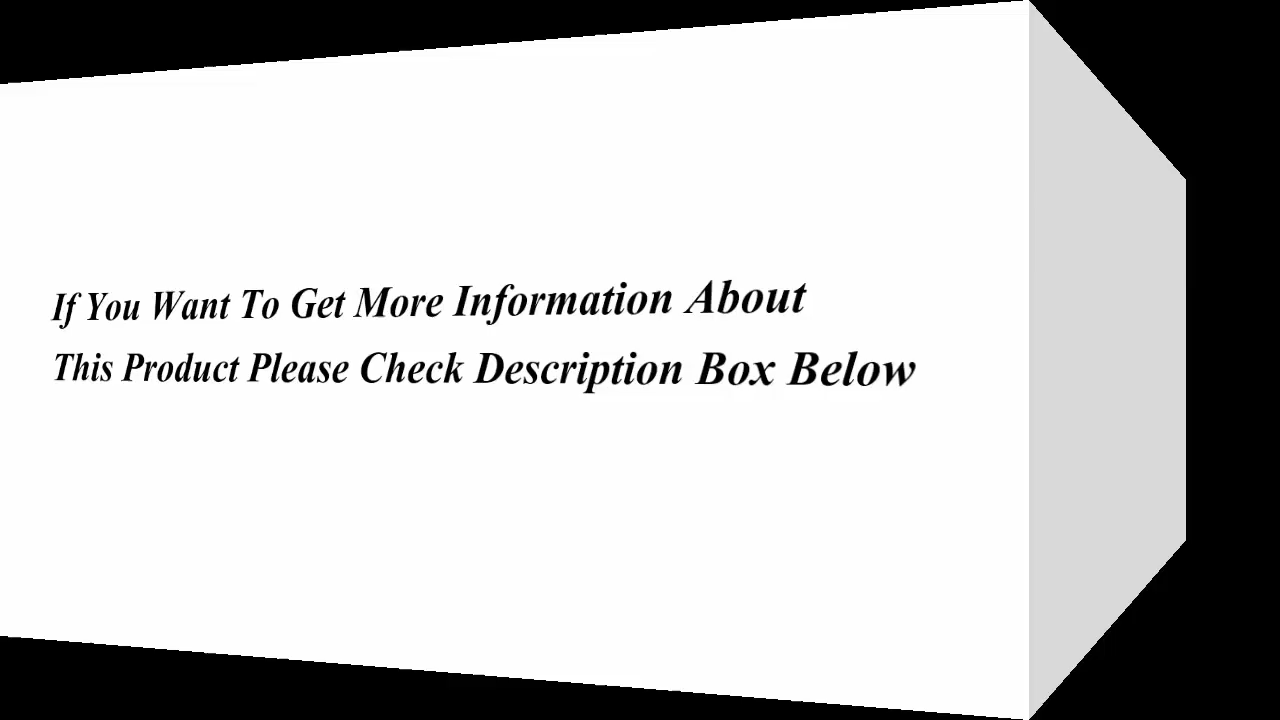 If You Want To Get More Information About
This Product Please Check Description Box Below